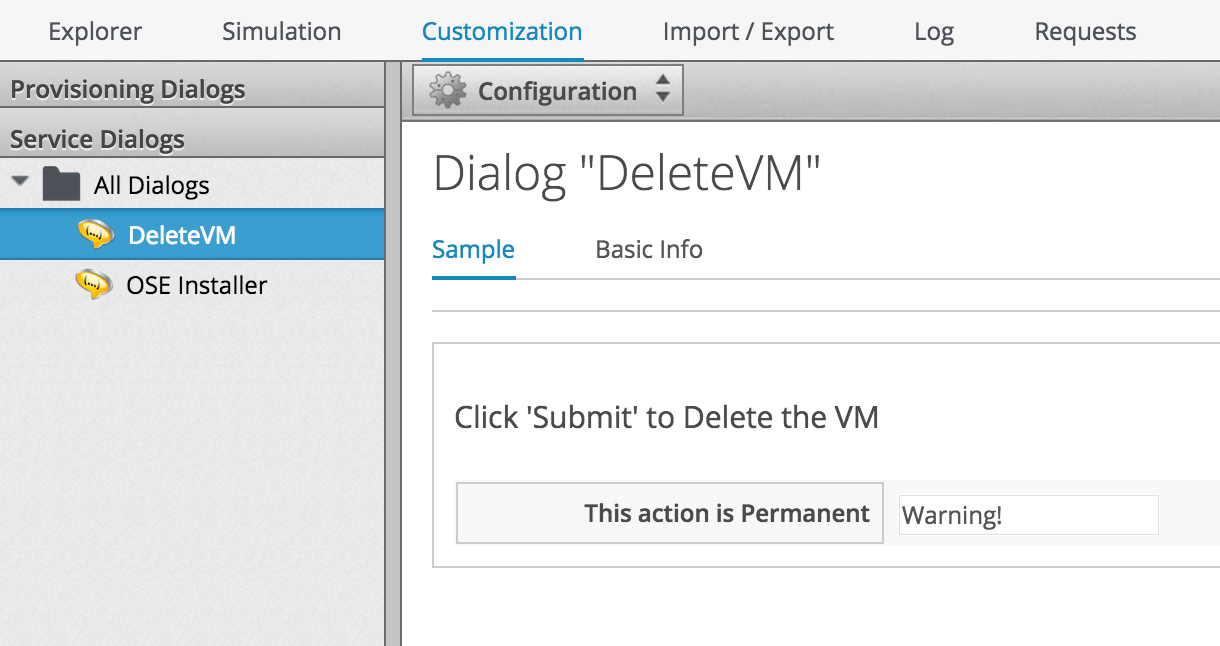 Explorer Simulation Customization Import / Export Log Requests
Provisioning Dialogs
Configuration
Service Dialogs
All Dialogs
DeleteVM
OSE Installer
Dialog "DeleteVM"
Sample Basic Info
Click 'Submit' to Delete the VM
This action is Permanent Warning!